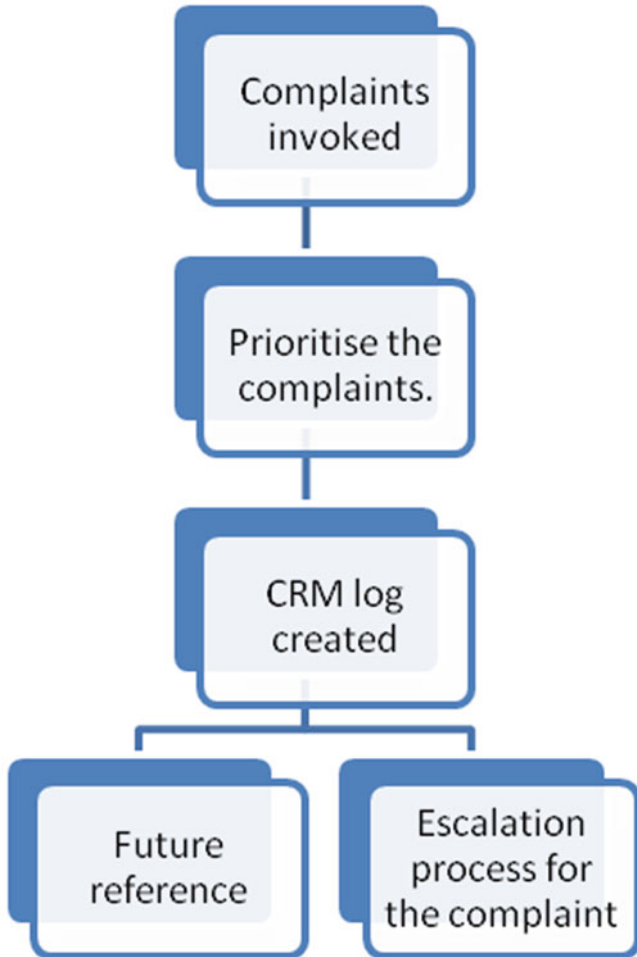 Complaints
invoked
Prioritise the
complaints.
CRM log
created
Future
reference
Escalation
process for
the complaint